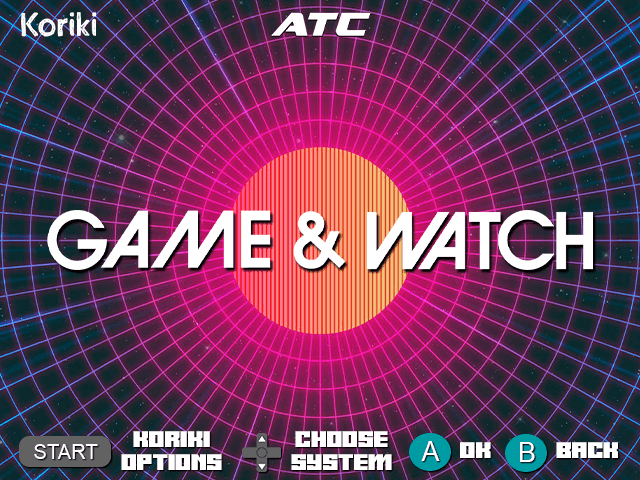 Koriki
ATC
GAME & WATCH
START
KORIKI
OPTIONS
CHOOSE
SYSTEM
A
OK
B
BACK